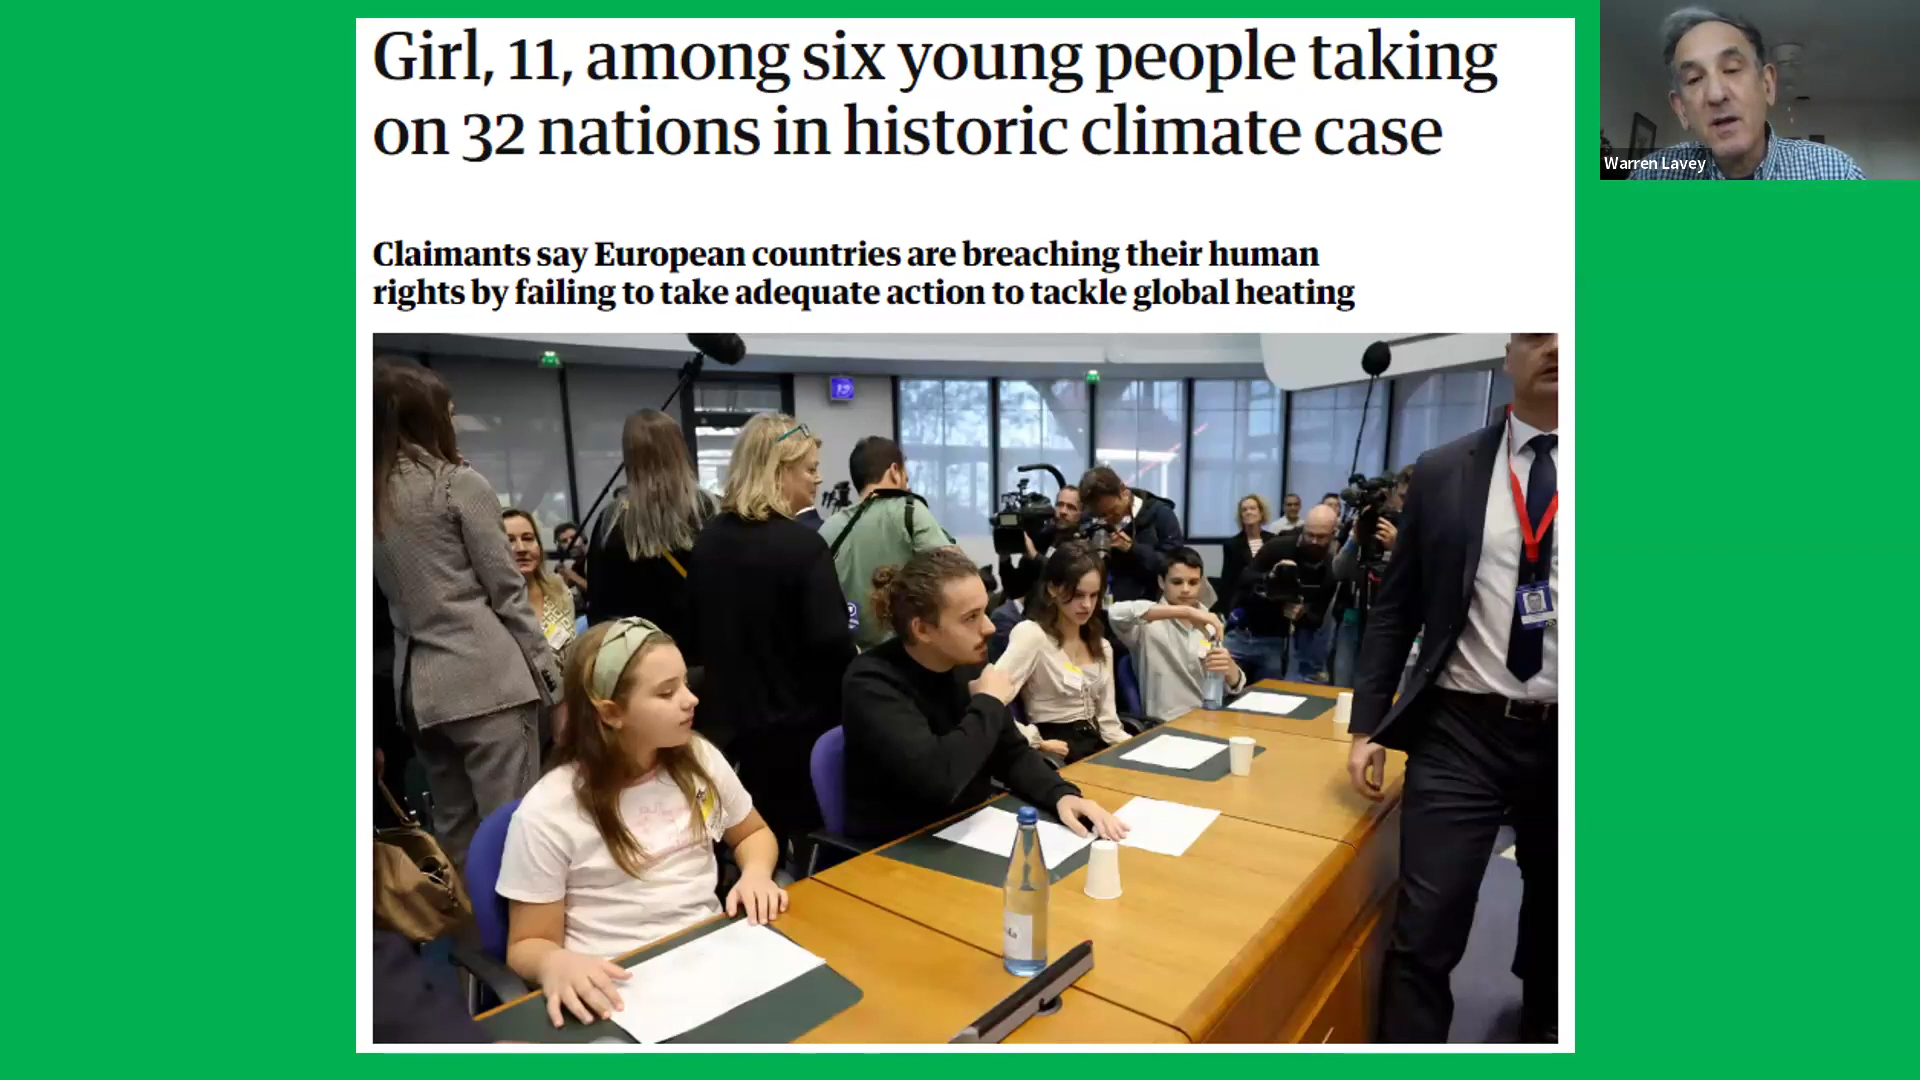 Girl, 11, among six young people taking
on 32 nations in historic climate case
Warren Lavey
Claimants say European countries are breaching their human
rights by failing to take adequate action to tackle global heating